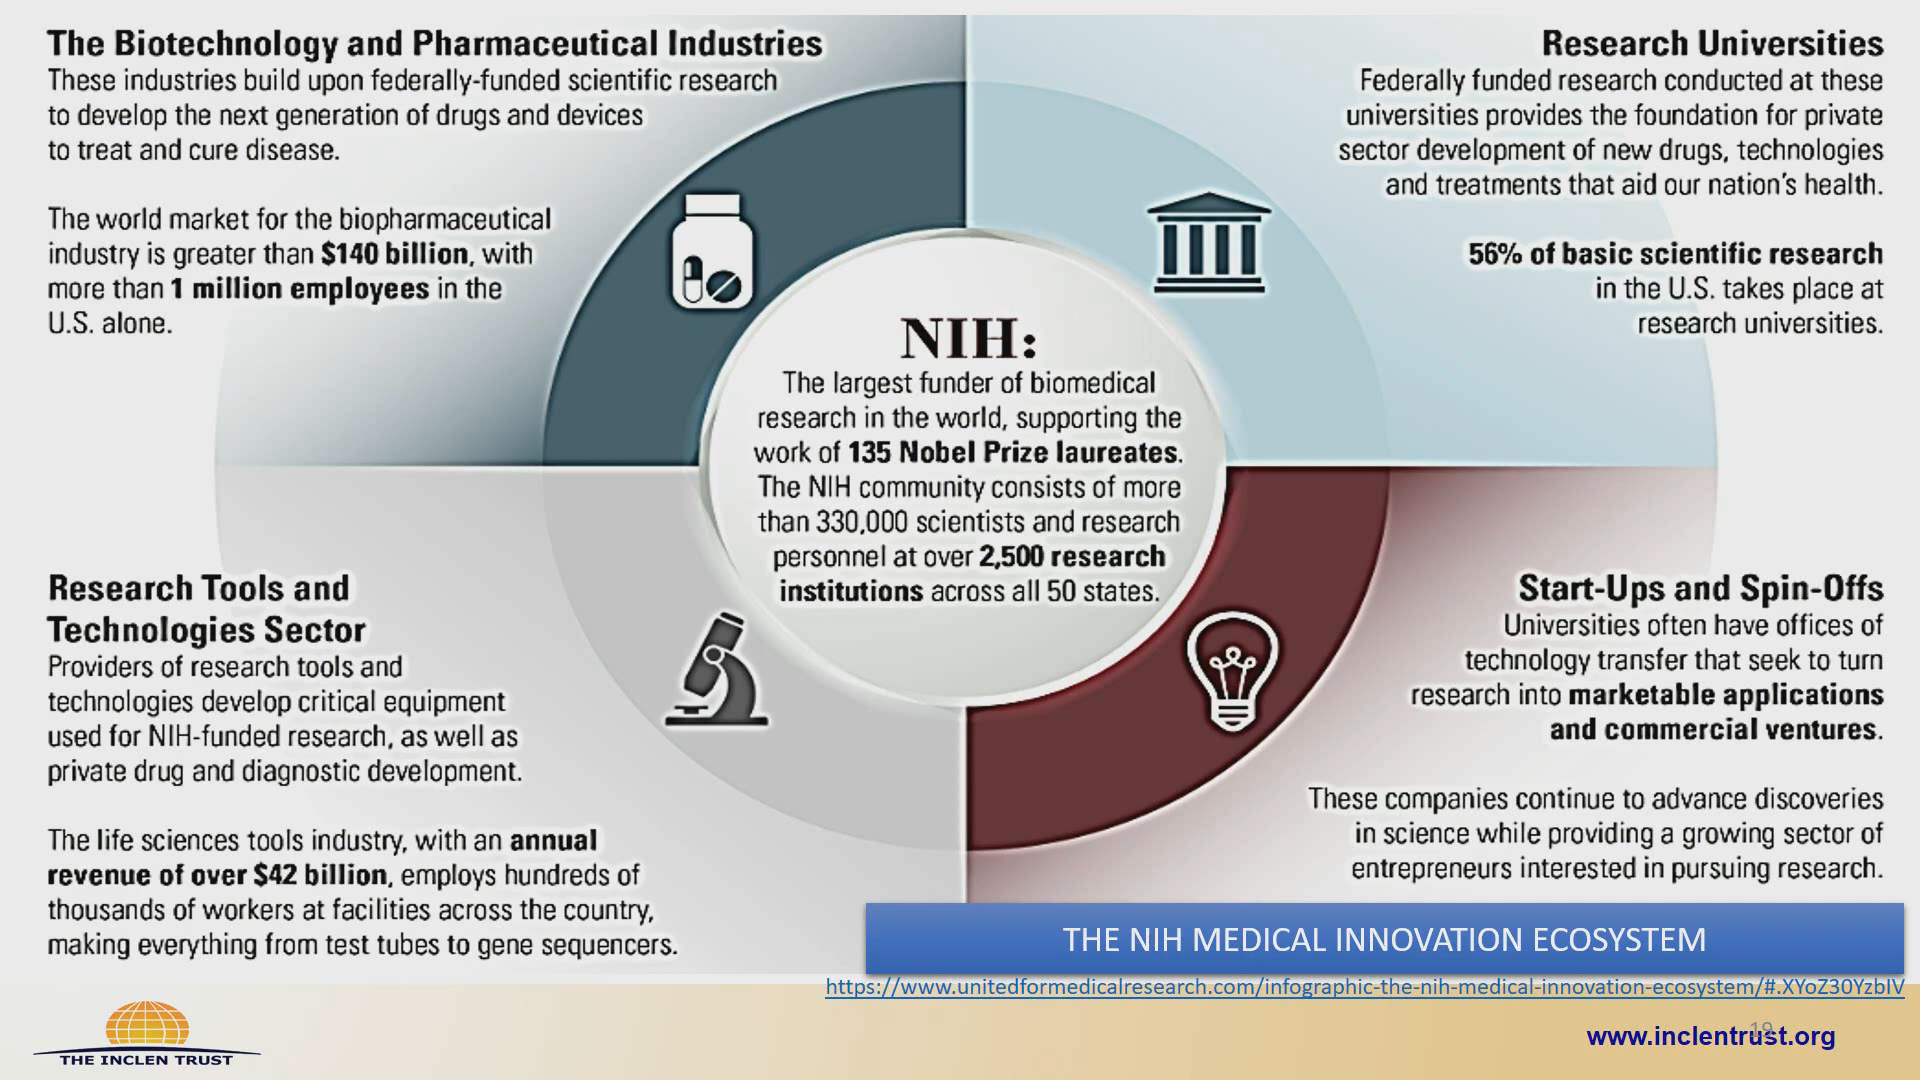 The Biotechnology and Pharmaceutical Industries
These industries build upon federally-funded scientific research
to develop the next generation of drugs and devices
to treat and cure disease.
The world market for the biopharmaceutical
industry is greater than $140 billion, with
more than 1 million employees in the
U.S. alone.
Research Universities
Federally funded research conducted at these
universities provides the foundation for private
sector development of new drugs, technologies
and treatments that aid our nation's health.
56% of basic scientific research
in the U.S. takes place at
research universities.
NIH:
The largest funder of biomedical
research in the world, supporting the
work of 135 Nobel Prize laureates.
The NIH community consists of more
than 330,000 scientists and research
personnel at over 2,500 research
institutions across all 50 states.
Research Tools and
Technologies Sector
Providers of research tools and
technologies develop critical equipment
used for NIH-funded research, as well as
private drug and diagnostic development.
The life sciences tools industry, with an annual
revenue of over $42 billion, employs hundreds of
thousands of workers at facilities across the country,
making everything from test tubes to gene sequencers.
Start-Ups and Spin-Offs
Universities often have offices of
technology transfer that seek to turn
research into marketable applications
and commercial ventures.
These companies continue to advance discoveries
in science while providing a growing sector of
entrepreneurs interested in pursuing research.
THE NIH MEDICAL INNOVATION ECOSYSTEM
https://www.unitedformedicalresearch.com/infographic-the-nih-medical-innovation-ecosystem/#.XYoZ30YzbIV
THE INCLEN TRUST
19
www.inclentrust.org